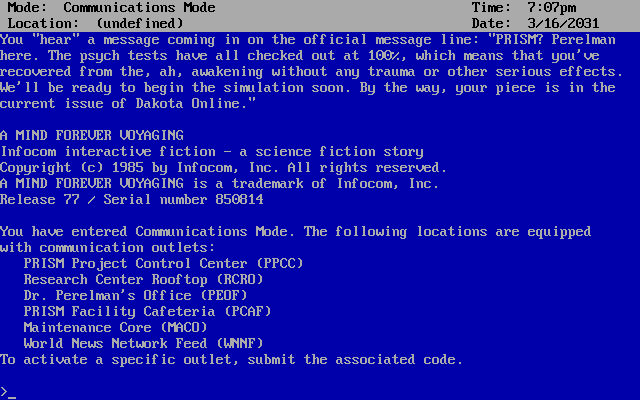 Mode: Communications Mode Time: 7:07pm
Location: (undefined) Date: 3/16/2031
You "hear" a message coming in on the official message line: "PRISM? Perelman
here. The psych tests have all checked out at 100%, which means that you've
recovered from the, ah, awakening without any trauma or other serious effects.
We'll be ready to begin the simulation soon. By the way, your piece is in the
current issue of Dakota Online."
A MIND FOREVER VOYAGING
Infocom interactive fiction - a science fiction story
Copyright (c) 1985 by Infocom, Inc. All rights reserved.
A MIND FOREVER VOYAGING is a trademark of Infocom, Inc.
Release 77 / Serial number 850814
You have entered Communications Mode. The following locations are equipped
with communication outlets:
PRISM Project Control Center (PPCC)
Research Center Rooftop (RCRO)
Dr. Perelman's Office (PEOF)
PRISM Facility Cafeteria (PCAF)
Maintenance Core (MACO)
World News Network Feed (WNNF)
To activate a specific outlet, submit the associated code.
>_